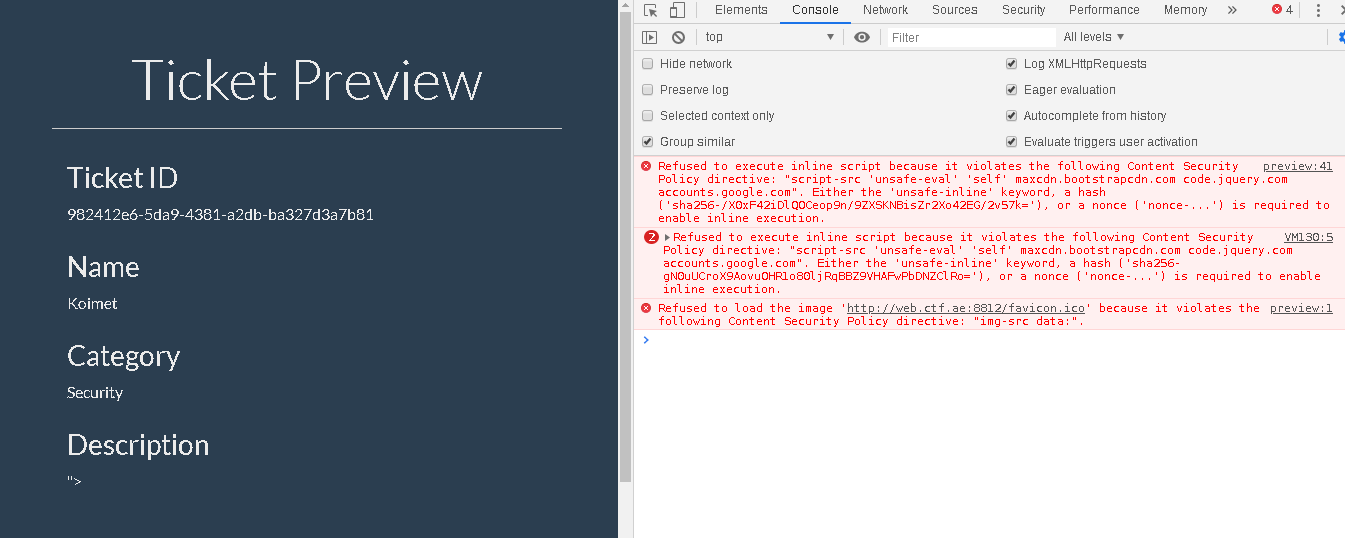 Ticket Preview
Ticket ID
982412e6-5da9-4381-a2db-ba327d3a7b81
Name
Koimet
Category
Security
Description
">
Elements Console Network Sources Security Performance Memory » 4
top Filter All levels
Hide network Log XMLHttpRequests
Preserve log Eager evaluation
Selected context only Autocomplete from history
Group similar Evaluate triggers user activation
Refused to execute inline script because it violates the following Content Security preview:41
Policy directive: "script-src 'unsafe-eval' 'self' maxcdn.bootstrapcdn.com code.jquery.com
accounts.google.com". Either the 'unsafe-inline' keyword, a hash
('sha256-/X0xF42iDlQOCeop9n/9ZXSKNBisZr2Xo42EG/2v57k='), or a nonce ('nonce-...') is required to
enable inline execution.
2 Refused to execute inline script because it violates the following Content Security VM130:5
Policy directive: "script-src 'unsafe-eval' 'self' maxcdn.bootstrapcdn.com code.jquery.com
accounts.google.com". Either the 'unsafe-inline' keyword, a hash ('sha256-
gN0uUCroX9AovuOHRlo80ljRqBBZ9VHAFwPbDNZClRo='), or a nonce ('nonce-...') is required to enable
inline execution.
Refused to load the image 'http://web.ctf.ae:8812/favicon.ico' because it violates the preview:1
following Content Security Policy directive: "img-src data:".